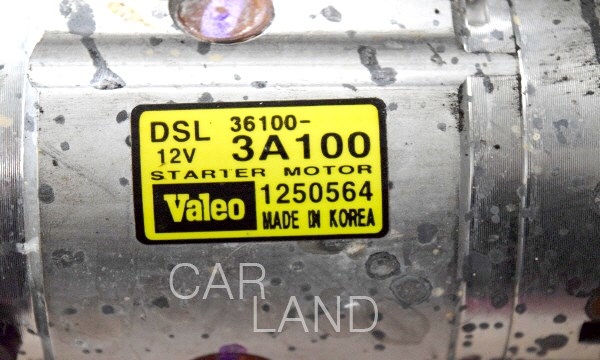 DSL 36100-
12V 3A100
STARTER MOTOR
Valeo 1250564
MADE IN KOREA
CAR
LAND